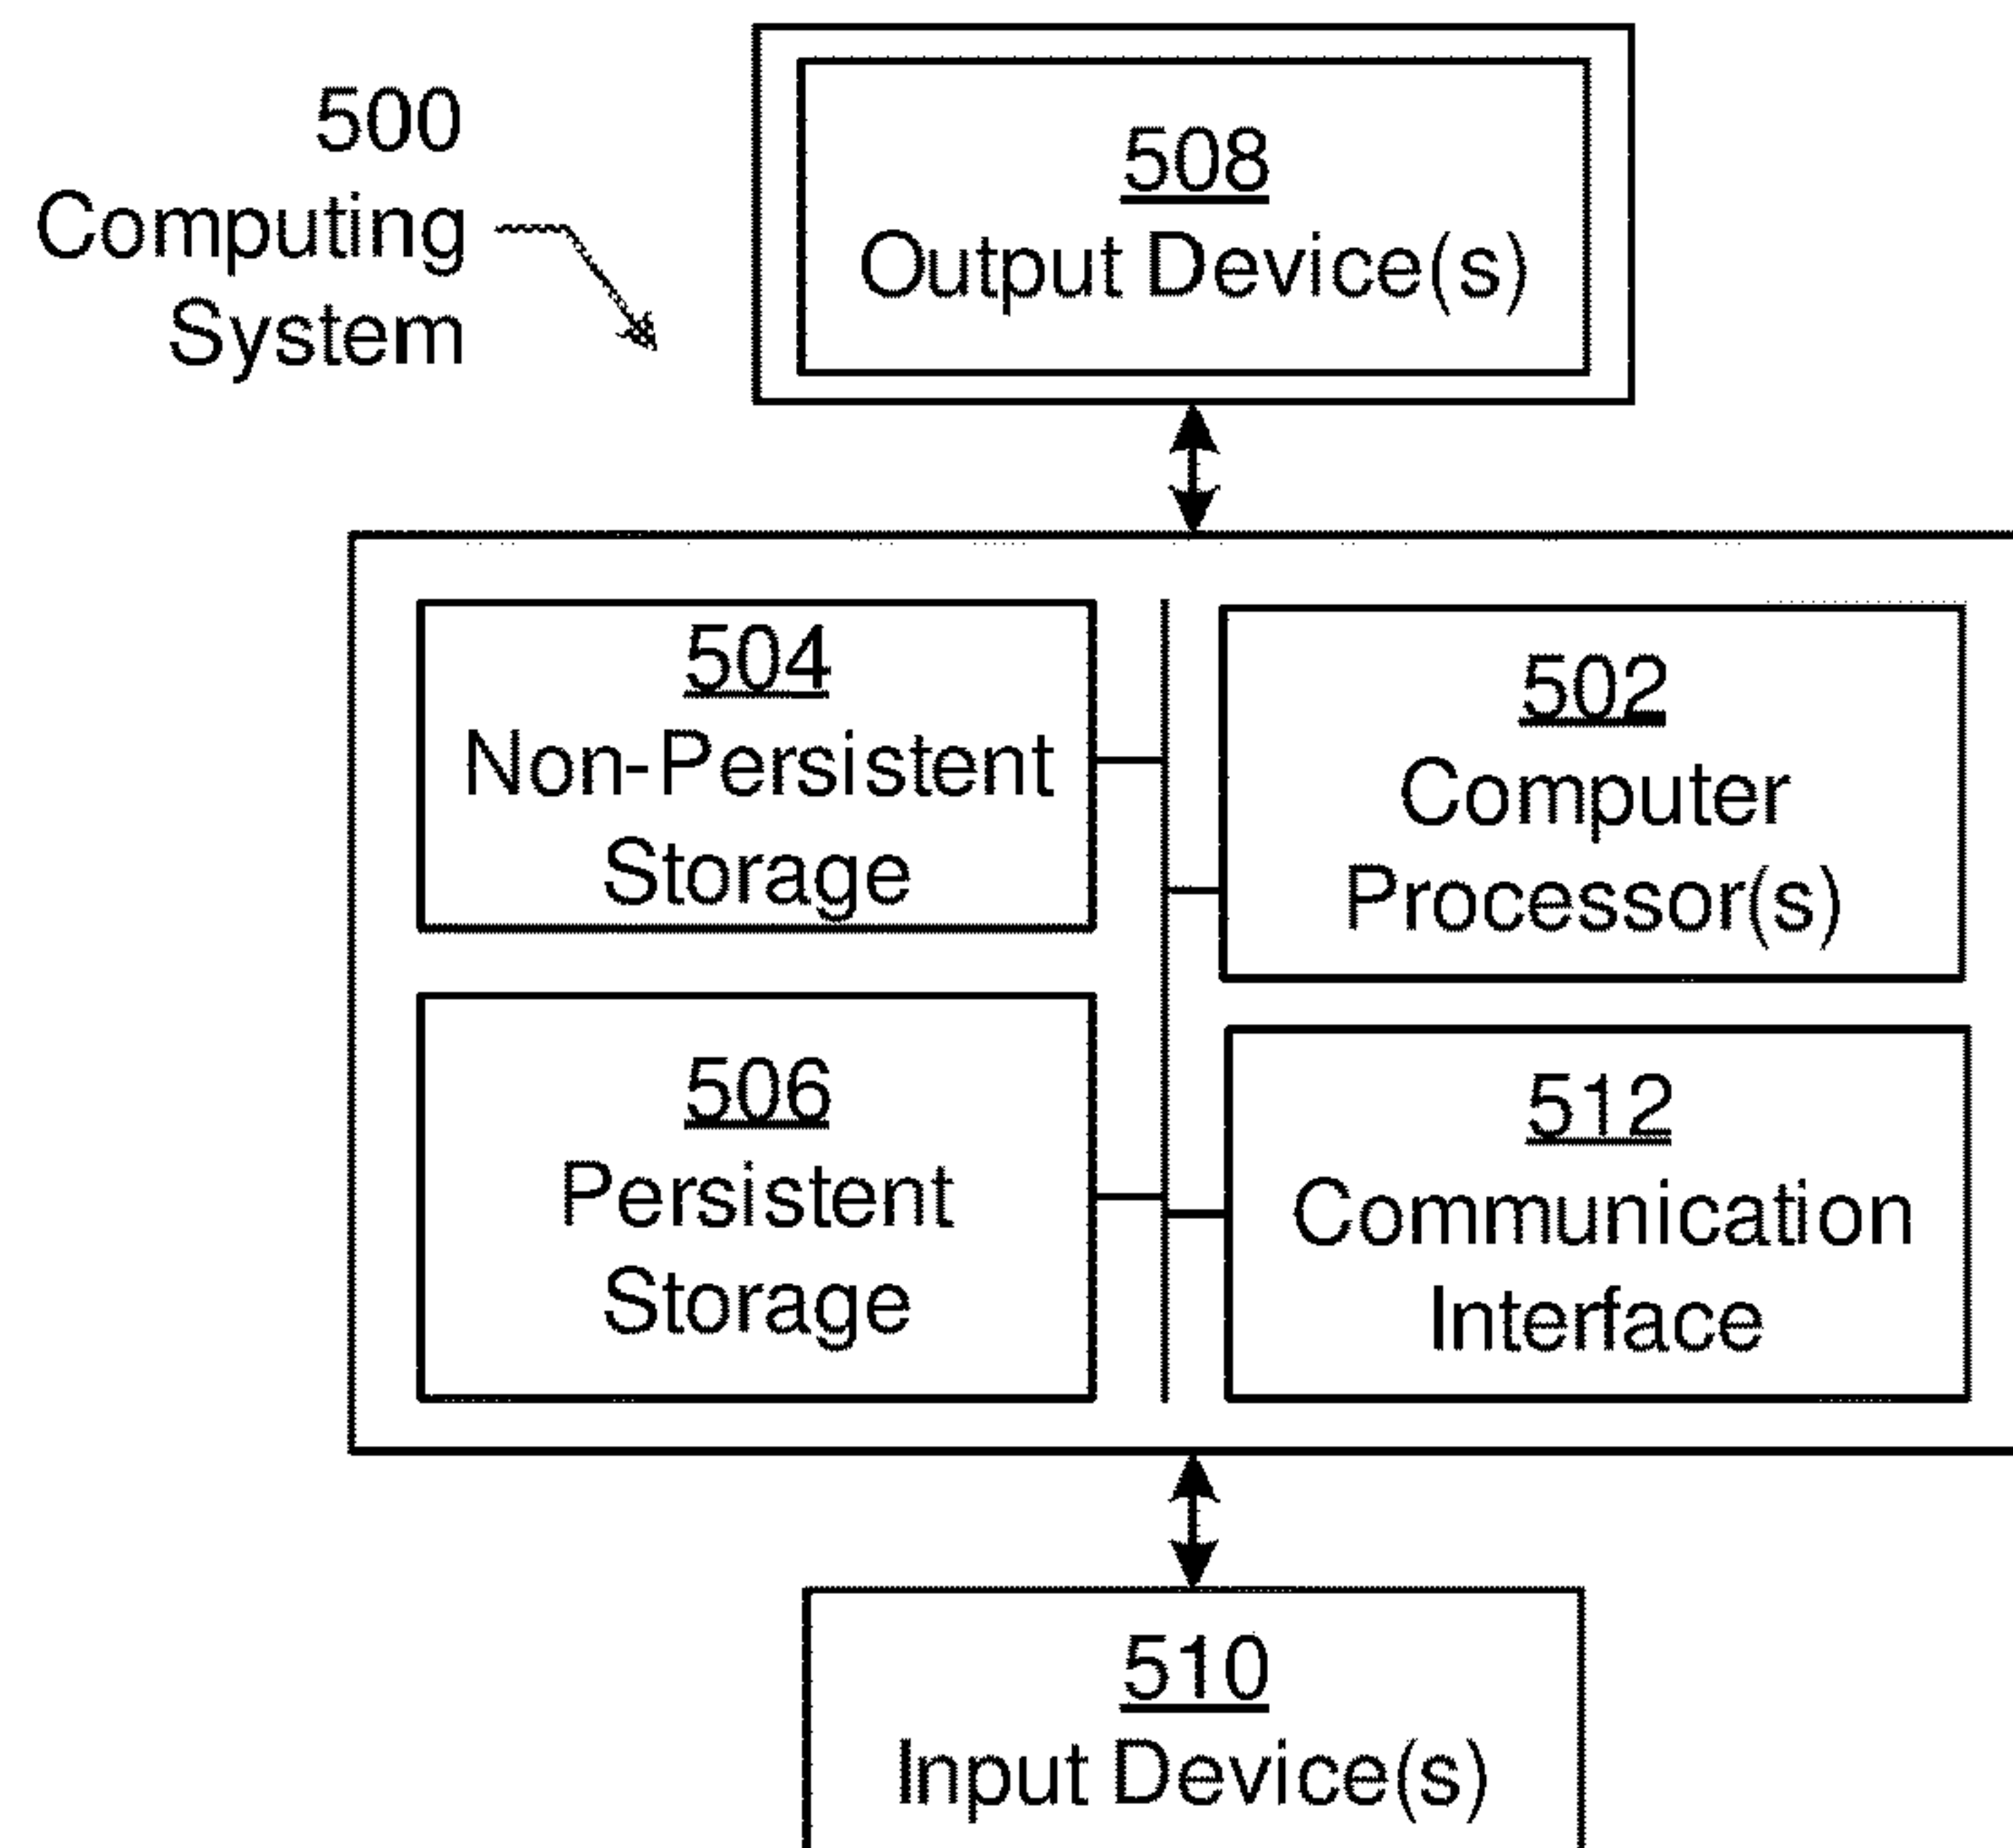 500
Computing
System
508
Output Device(s)
504
Non-Persistent
Storage
502
Computer
Processor(s)
506
Persistent
Storage
512
Communication
Interface
510
Input Device(s)